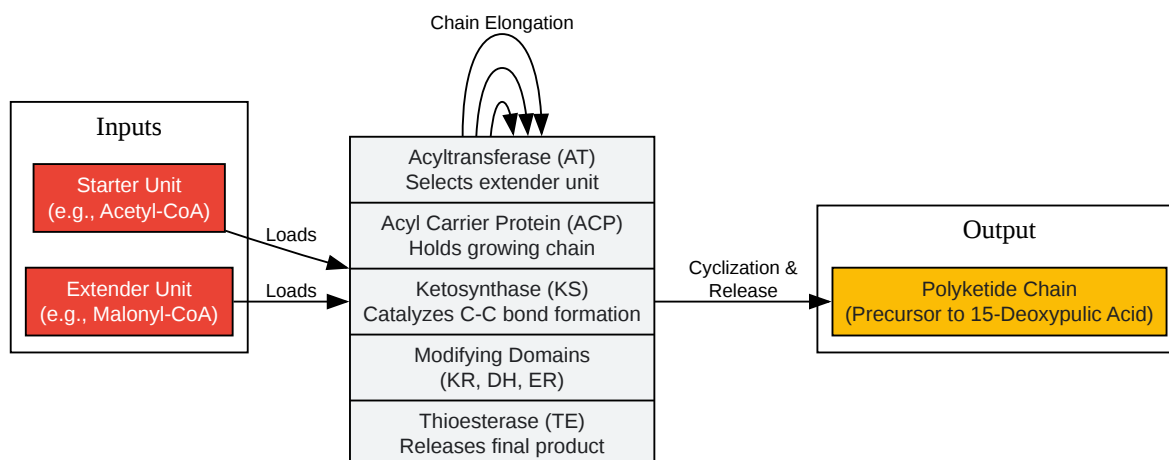 Chain Elongation
Inputs
Starter Unit
(e.g., Acetyl-CoA)
Extender Unit
(e.g., Malonyl-CoA)
Loads
Loads
Acyltransferase (AT)
Selects extender unit
Acyl Carrier Protein (ACP)
Holds growing chain
Ketosynthase (KS)
Catalyzes C-C bond formation
Modifying Domains
(KR, DH, ER)
Thioesterase (TE)
Releases final product
Cyclization &
Release
Output
Polyketide Chain
(Precursor to 15-Deoxypulic Acid)